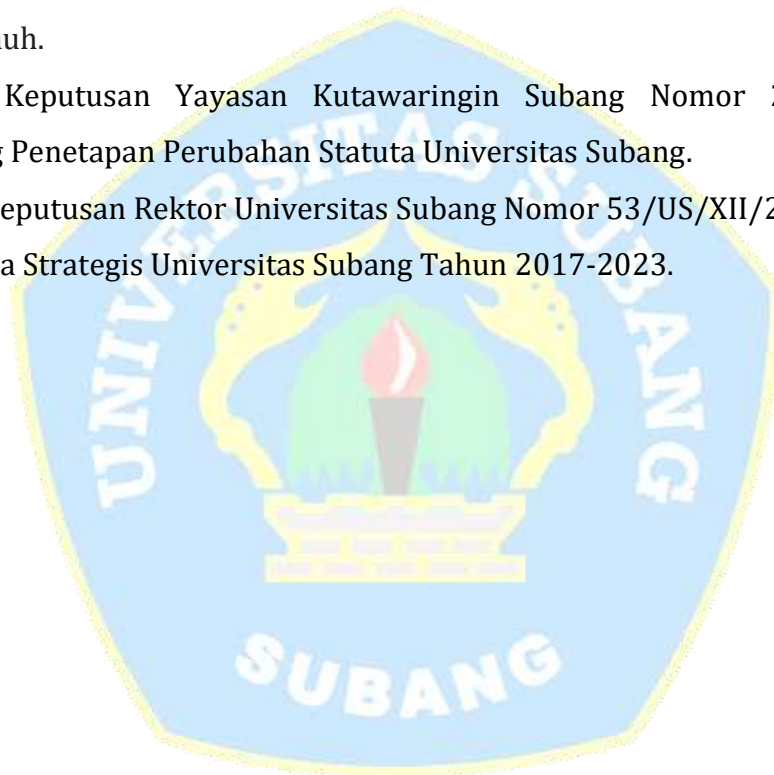 uh.
Keputusan Yayasan Kutawaringin Subang Nomor
Penetapan Perubahan Statuta Universitas Subang.
eputusan Rektor Universitas Subang Nomor 53/US/XII/2
a Strategis Universitas Subang Tahun 2017-2023.
UNIVERSITAS SUBANG
SUBANG